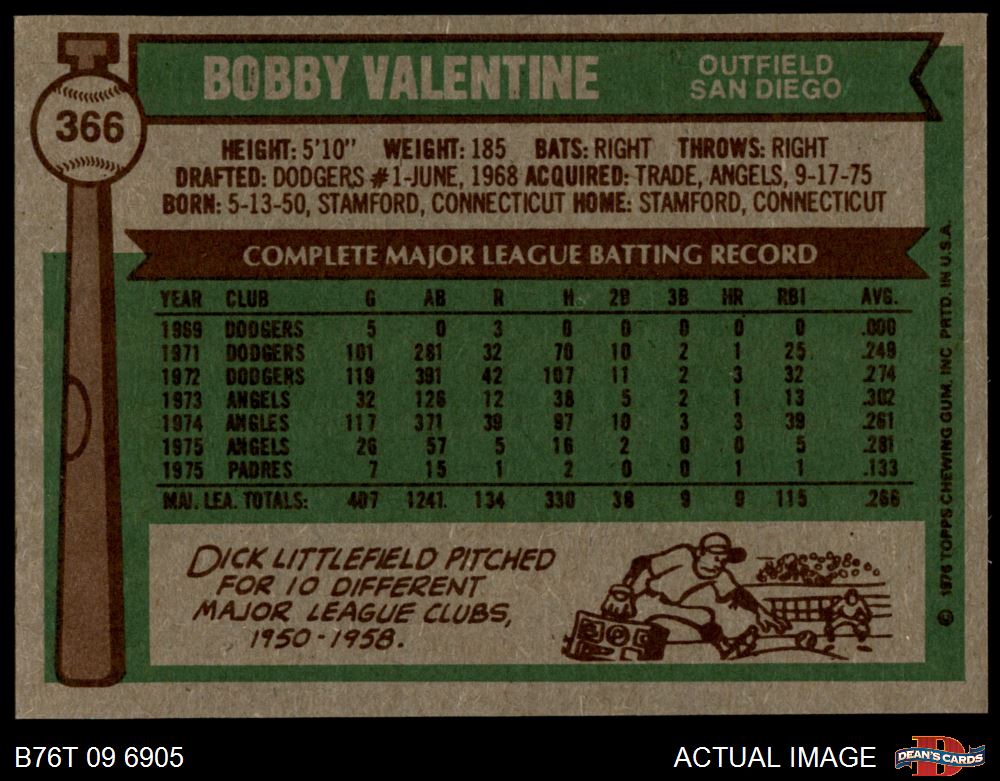 366
BOBBY VALENTINE
OUTFIELD
SAN DIEGO
HEIGHT: 5'10" WEIGHT: 185 BATS: RIGHT THROWS: RIGHT
DRAFTED: DODGERS #1-JUNE, 1968 ACQUIRED: TRADE, ANGELS, 9-17-75
BORN: 5-13-50, STAMFORD, CONNECTICUT HOME: STAMFORD, CONNECTICUT
COMPLETE MAJOR LEAGUE BATTING RECORD
YEAR CLUB G AB R H 2B 3B HR RBI AVG.
1969 DODGERS 5 0 3 0 0 0 0 0 .000
1971 DODGERS 101 281 32 70 10 2 1 25 .249
1972 DODGERS 119 391 42 107 11 2 3 32 .274
1973 ANGELS 32 126 12 38 5 2 1 13 .302
1974 ANGLES 117 371 39 97 10 3 3 39 .261
1975 ANGELS 26 57 5 16 2 0 0 5 .281
1975 PADRES 7 15 1 2 0 0 1 1 .133
MAJ. LEA. TOTALS: 407 1241 134 330 38 9 9 115 .266
DICK LITTLEFIELD PITCHED
FOR 10 DIFFERENT
MAJOR LEAGUE CLUBS,
1950-1958.
© 1976 TOPPS CHEWING GUM, INC. PRTD. IN U.S.A.
B76T 09 6905
ACTUAL IMAGE
DEAN'S CARDS